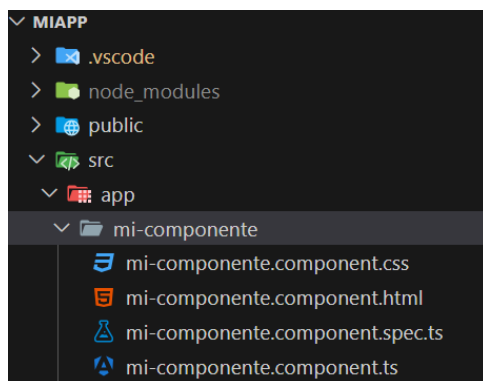 MIAPP
.vscode
node_modules
public
src
app
mi-componente
mi-componente.component.css
mi-componente.component.html
mi-componente.component.spec.ts
mi-componente.component.ts